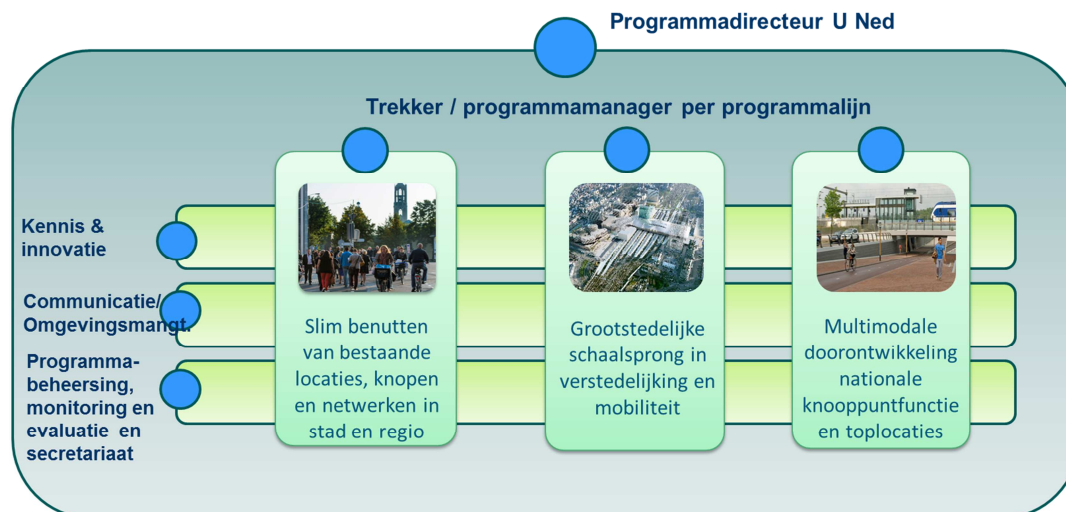 Programmadirecteur U Ned
Trekker / programmamanager per programmalijn
Kennis &
innovatie
Communicatie/
Omgevingsmangt.
Programma-
beheersing,
monitoring en
evaluatie en
secretariaat
Slim benutten
van bestaande
locaties, knopen
en netwerken in
stad en regio
Grootstedelijke
schaalsprong in
verstedelijking en
mobiliteit
Multimodale
doorontwikkeling
nationale
knooppuntfunctie
en toplocaties